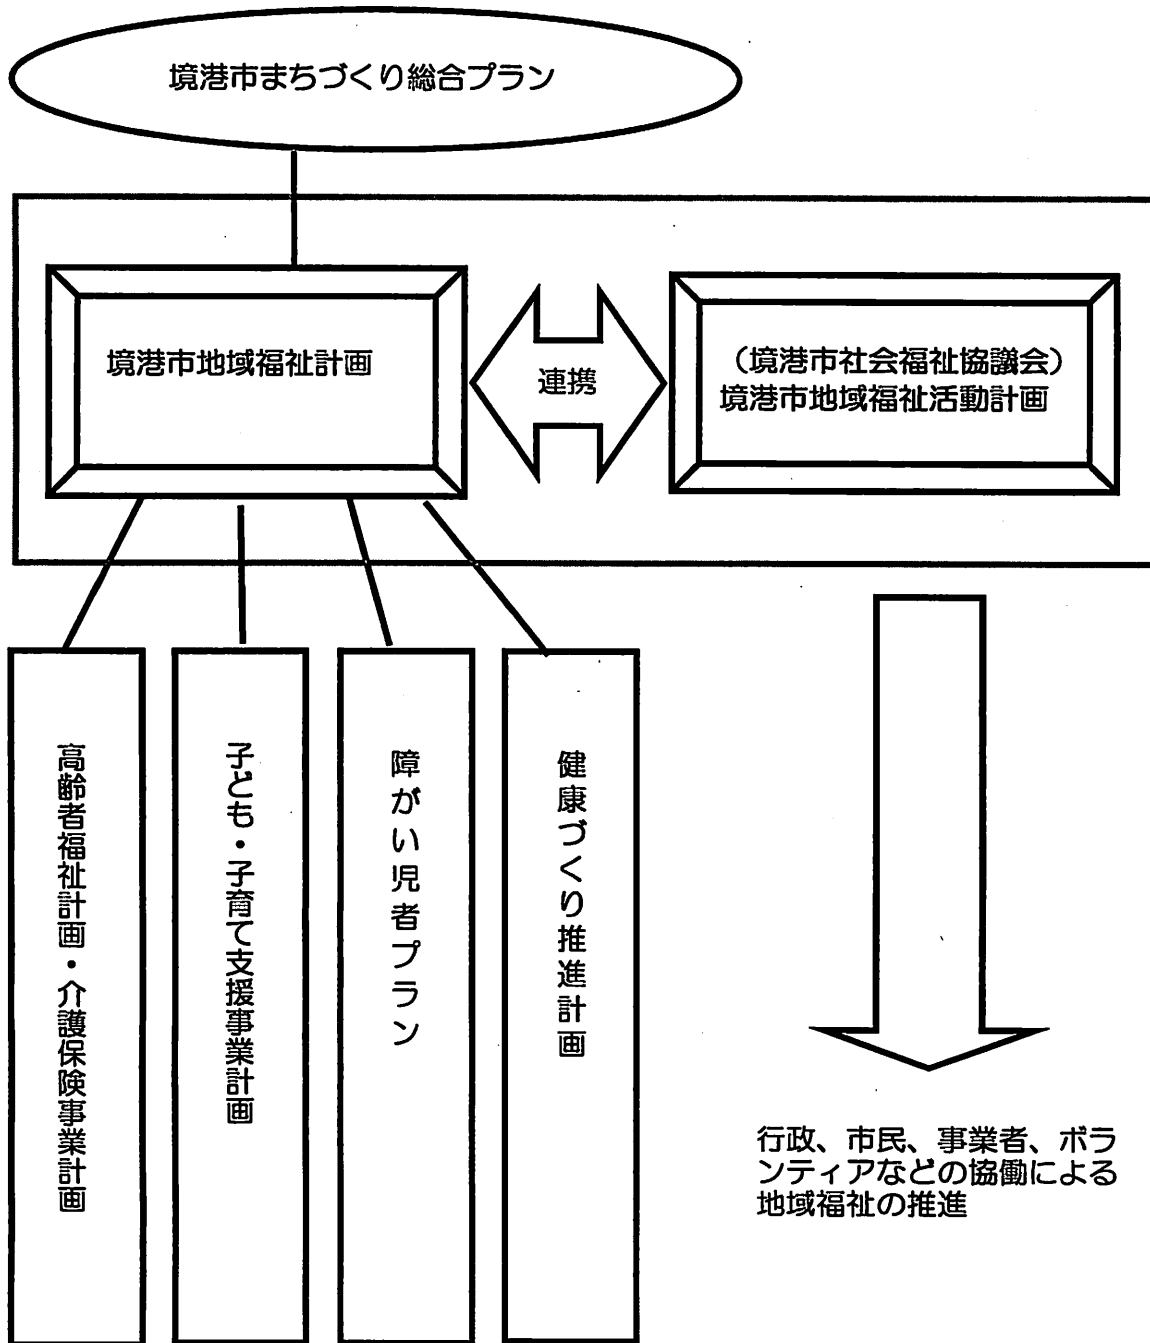 境港市まちづくり総合プラン
境港市地域福祉計画
連携
（境港市社会福祉協議会）
境港市地域福祉活動計画
高齢者福祉計画・介護保険事業計画
子ども・子育て支援事業計画
障がい児者プラン
健康づくり推進計画
行政、市民、事業者、ボラ
ンティアなどの協働による
地域福祉の推進